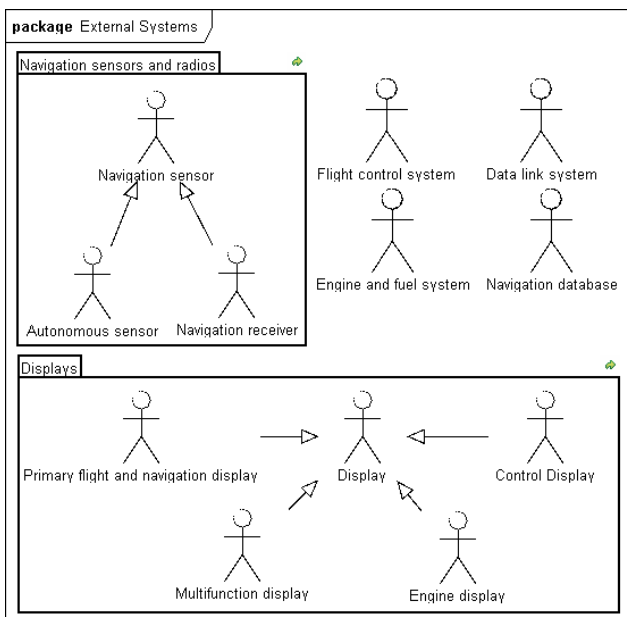 package External Systems
Navigation sensors and radios
Navigation sensor
Flight control system
Data link system
Autonomous sensor
Navigation receiver
Engine and fuel system
Navigation database
Displays
Primary flight and navigation display
Display
Control Display
Multifunction display
Engine display